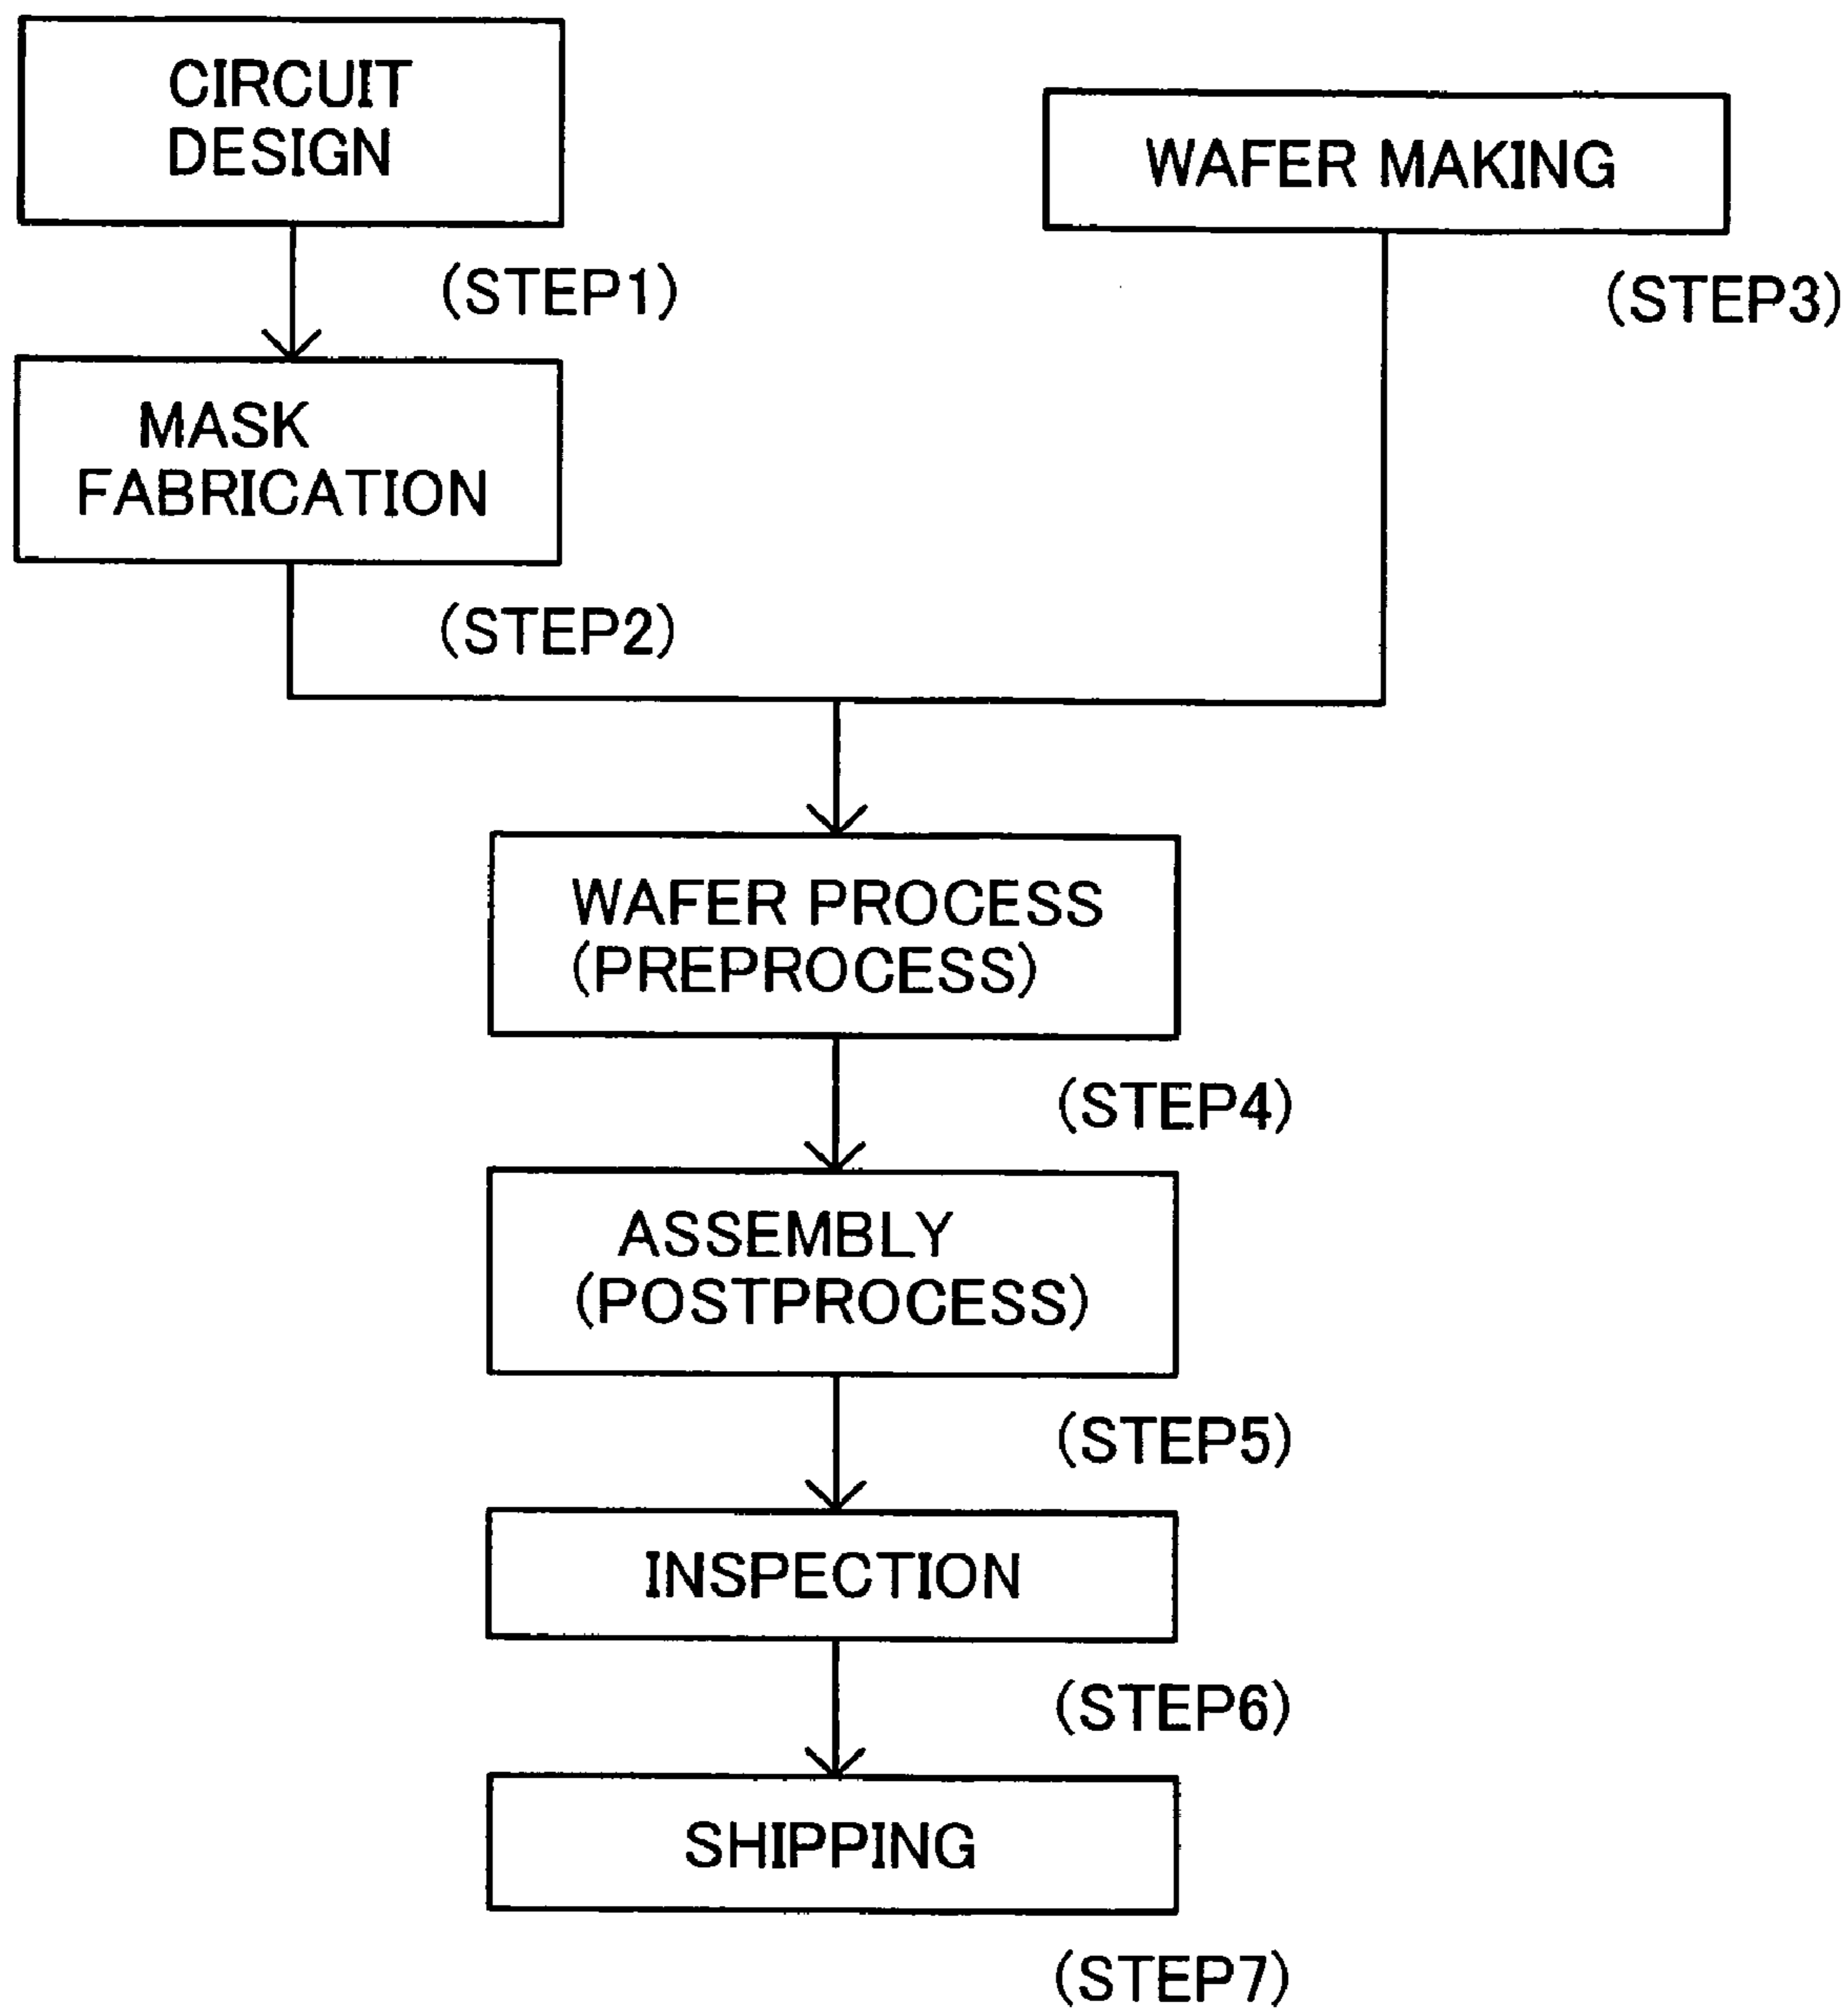 CIRCUIT
DESIGN
(STEP1)
MASK
FABRICATION
(STEP2)
WAFER MAKING
(STEP3)
WAFER PROCESS
(PREPROCESS)
(STEP4)
ASSEMBLY
(POSTPROCESS)
(STEP5)
INSPECTION
(STEP6)
SHIPPING
(STEP7)